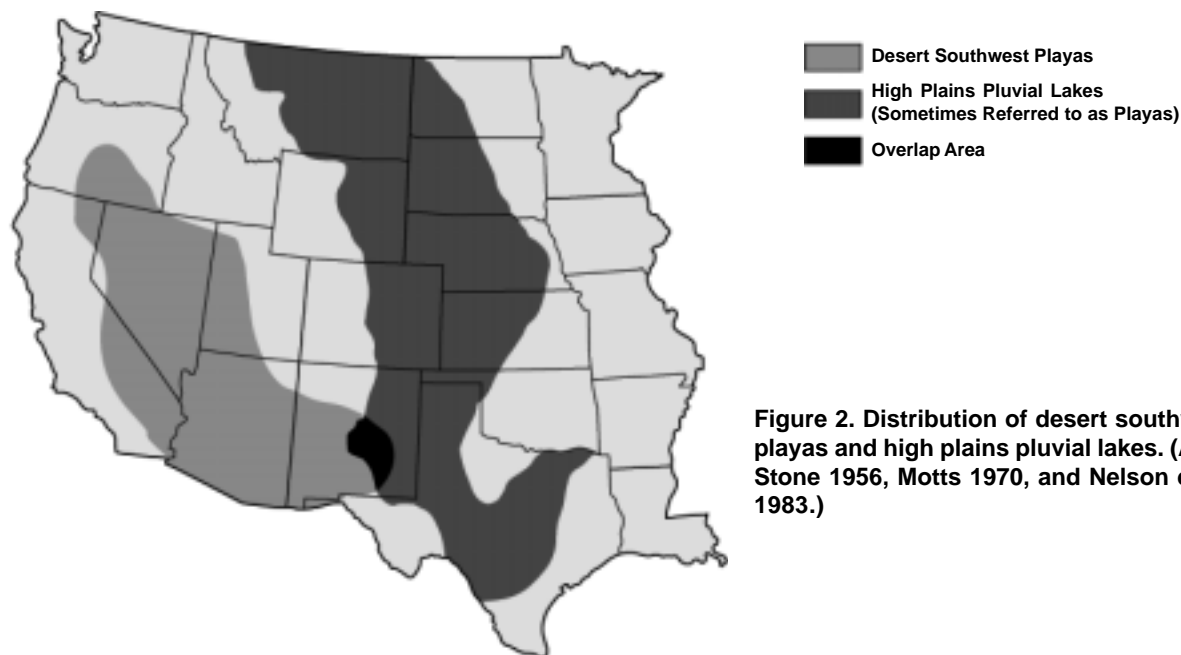 Desert Southwest Playas
High Plains Pluvial Lakes
(Sometimes Referred to as Playas)
Overlap Area
Figure 2. Distribution of desert south
playas and high plains pluvial lakes. (
Stone 1956, Motts 1970, and Nelson
1983.)